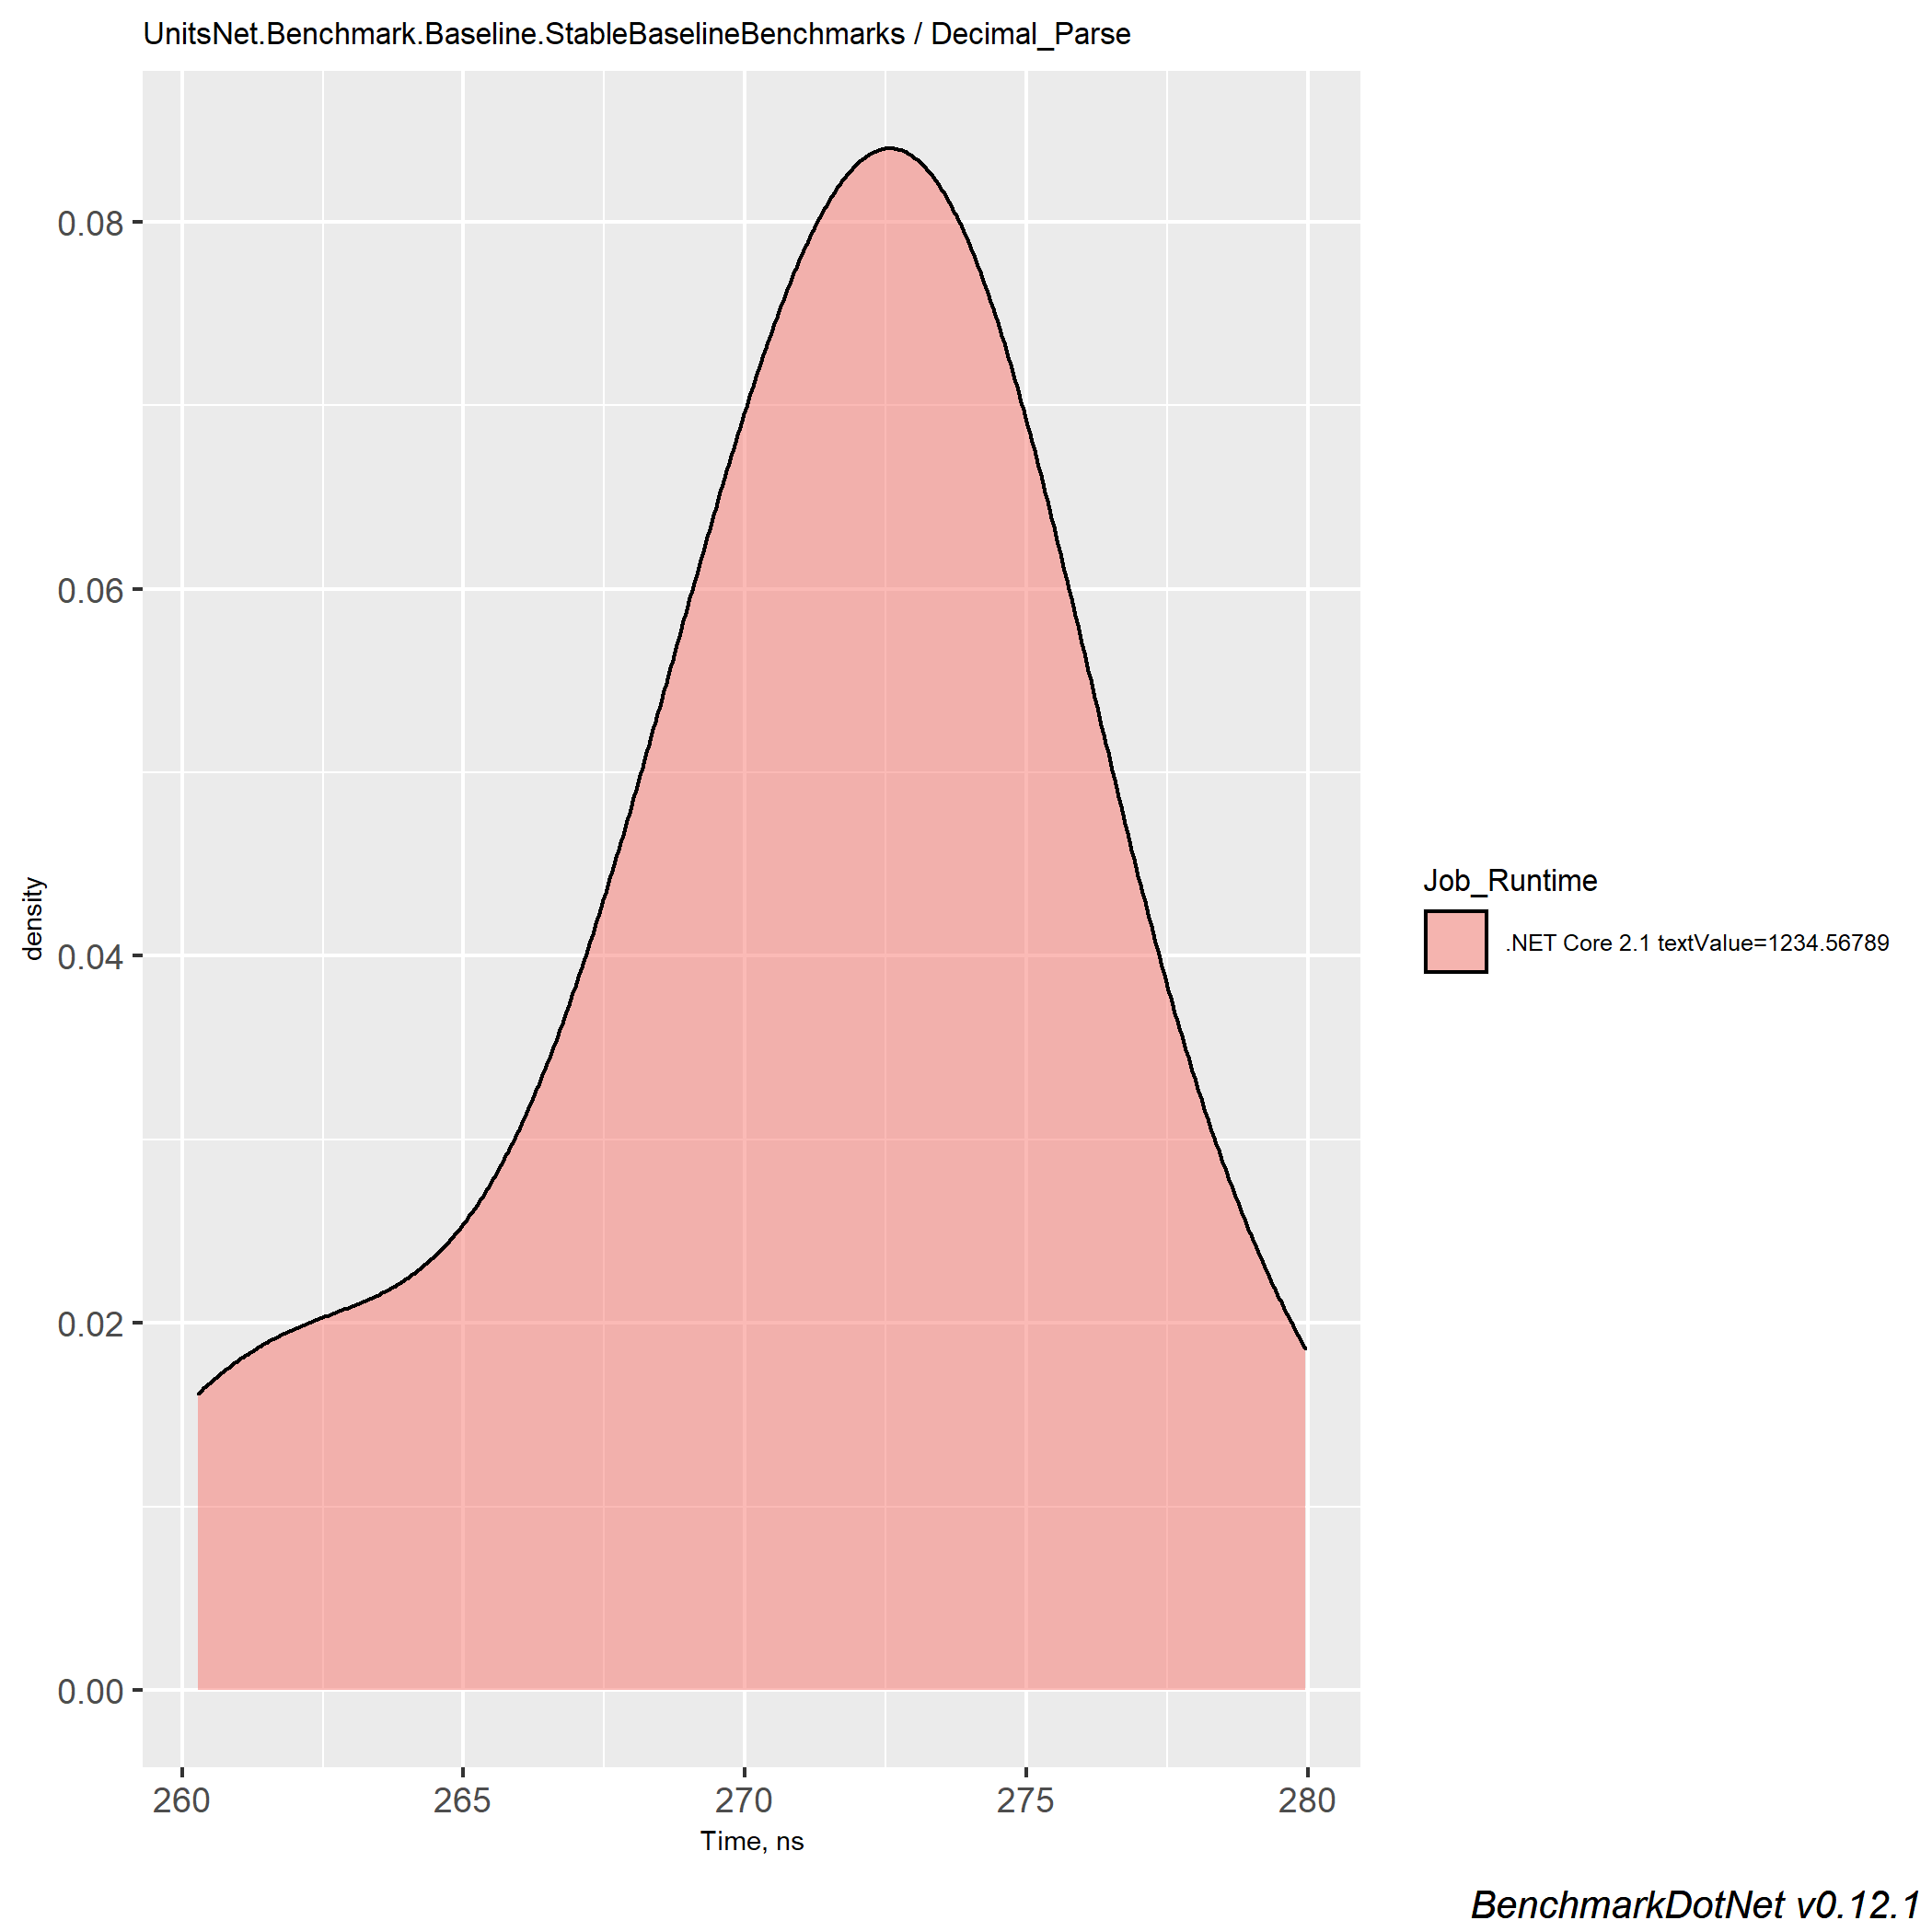 UnitsNet.Benchmark.Baseline.StableBaselineBenchmarks / Decimal_Parse
density
0.08
0.06
0.04
0.02
0.00
260 265 270 275 280
Time, ns
Job_Runtime
.NET Core 2.1 textValue=1234.56789
BenchmarkDotNet v0.12.1